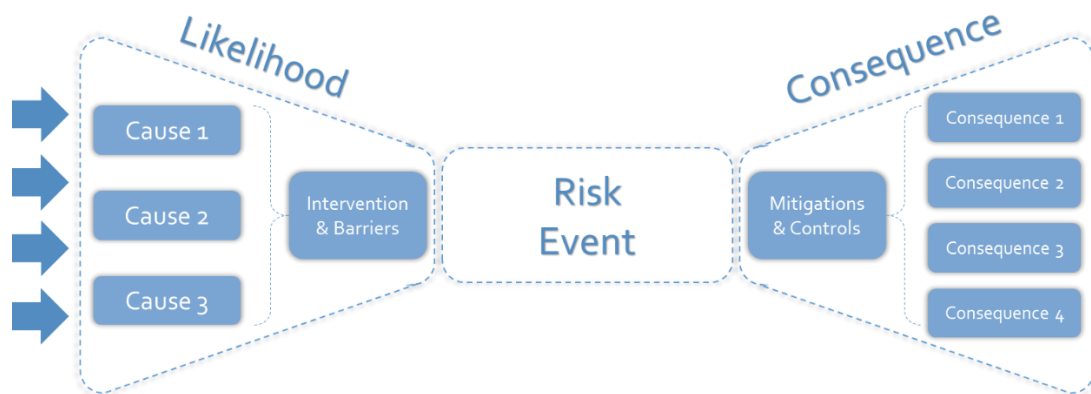 Likelihood
Cause 1
Cause 2
Cause 3
Intervention
& Barriers
Risk
Event
Consequence
Mitigations
& Controls
Consequence 1
Consequence 2
Consequence 3
Consequence 4